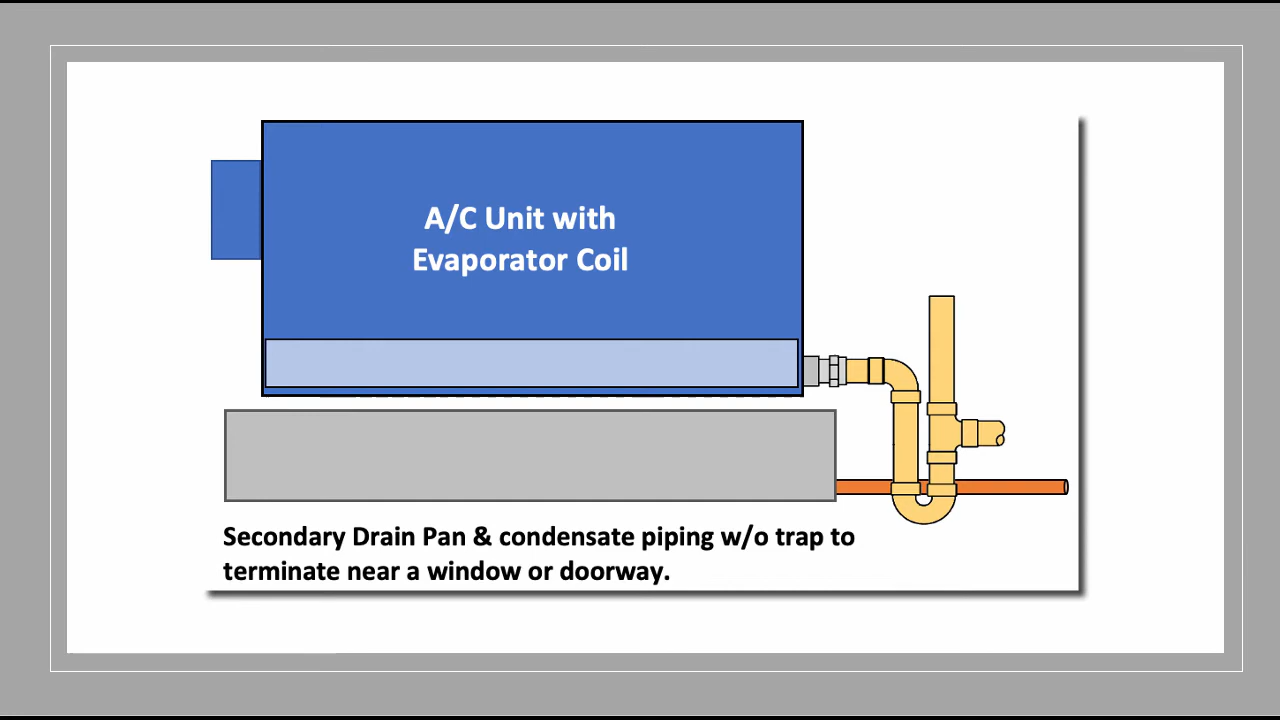 A/C Unit with
Evaporator Coil
Secondary Drain Pan & condensate piping w/o trap to
terminate near a window or doorway.